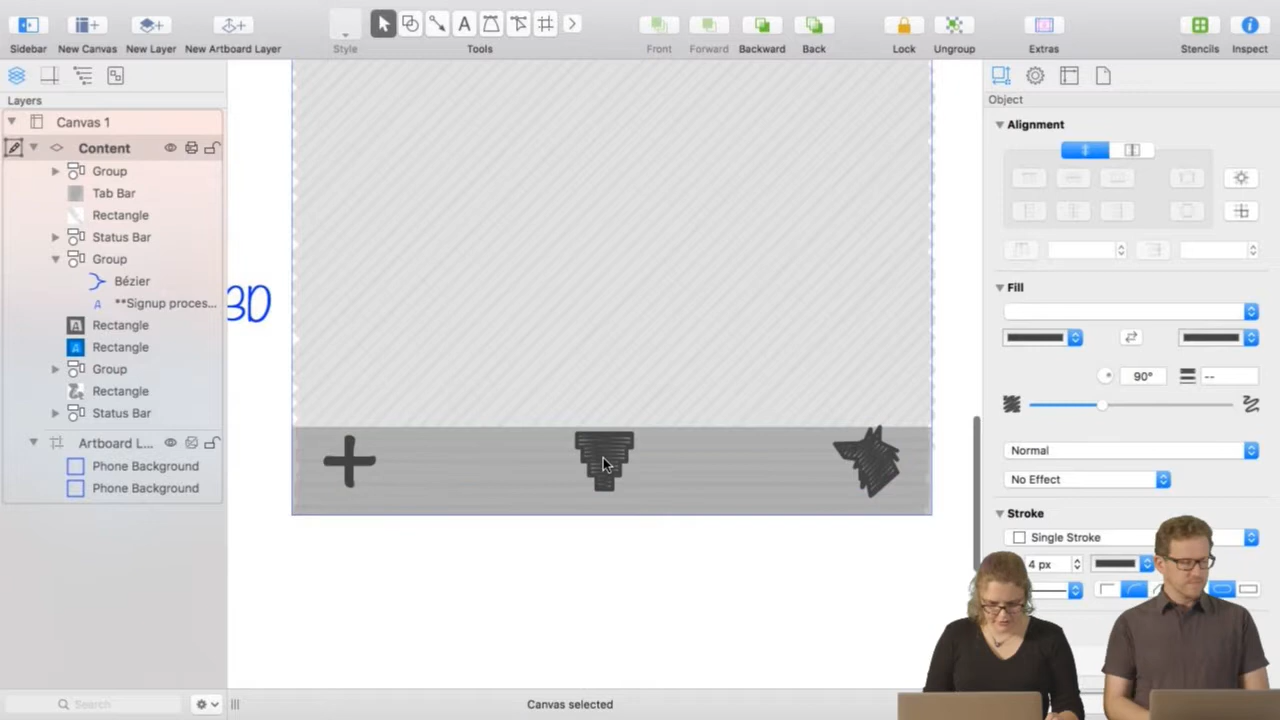 Sidebar
New Canvas
New Layer
New Artboard Layer
Style
Tools
Front
Forward
Backward
Back
Lock
Ungroup
Extras
Stencils
Inspect
Layers
Canvas 1
Content
Group
Tab Bar
Rectangle
Status Bar
Group
Bézier
**Signup proces...
Rectangle
Rectangle
Group
Rectangle
Status Bar
Artboard L...
Phone Background
Phone Background
Search
3D
Canvas selected
Object
Alignment
Fill
90°
--
Normal
No Effect
Stroke
Single Stroke
4 px